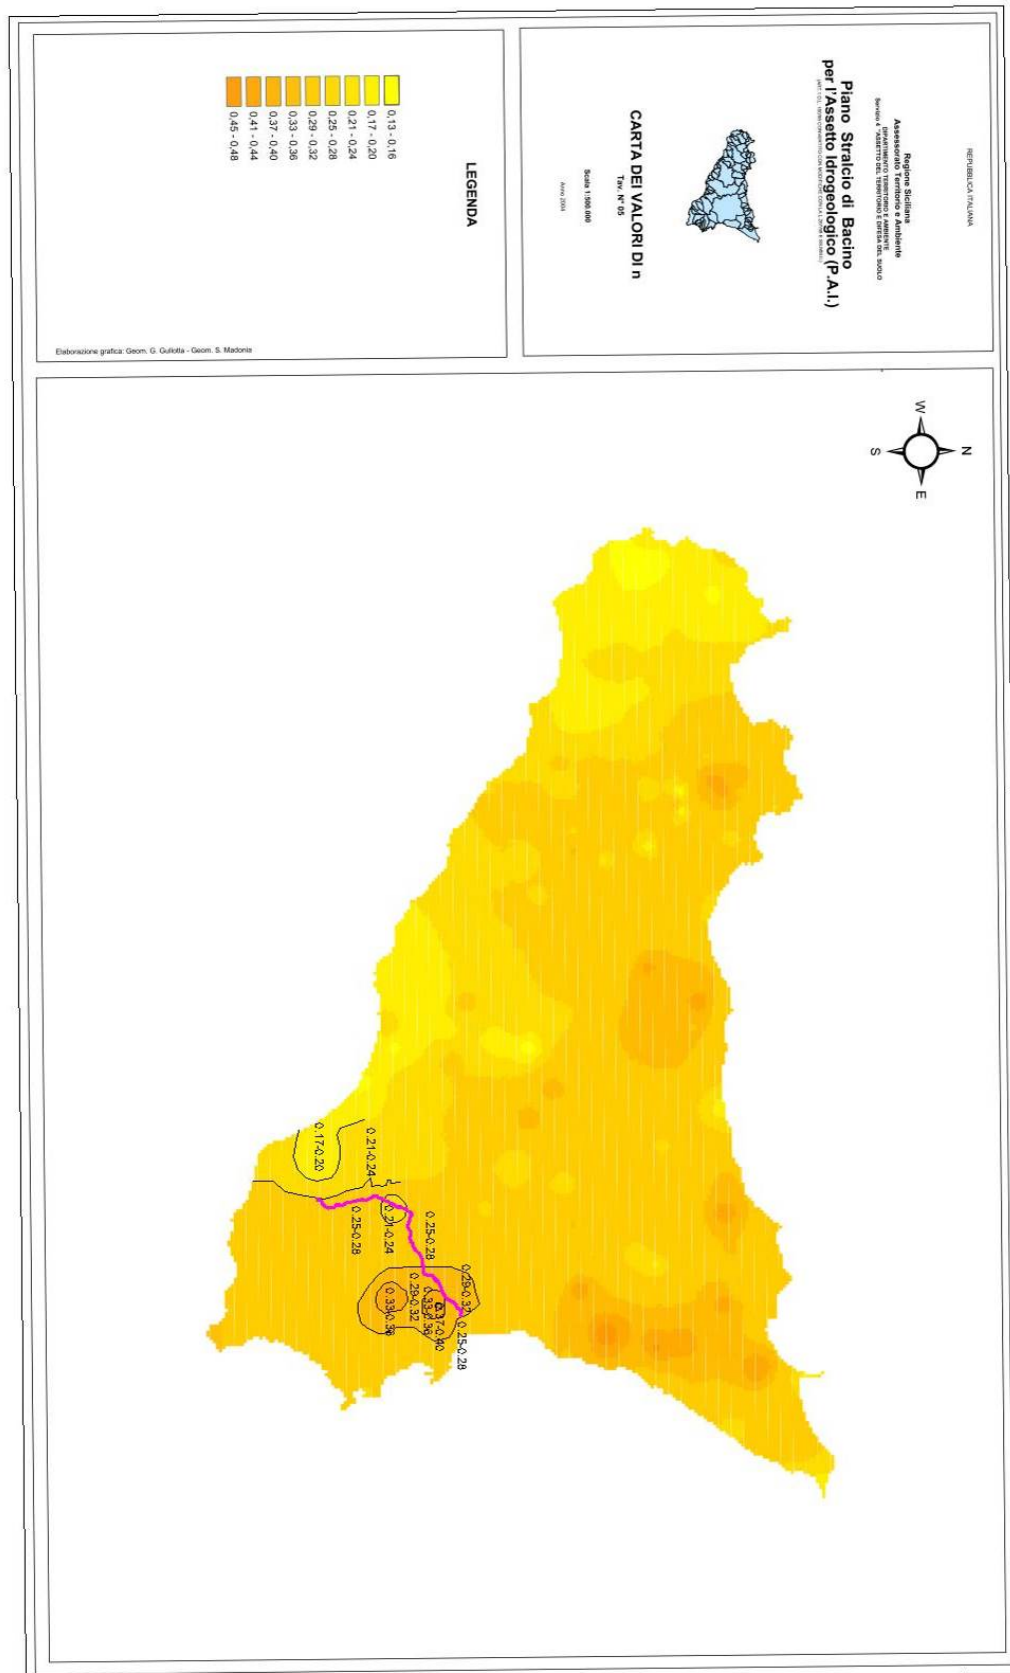 REPUBBLICA ITALIANA
Regione Siciliana
Assessorato Territorio e Ambiente
DIPARTIMENTO TERRITORIO E AMBIENTE
Servizio 4 "ASSETTO DEL TERRITORIO E DIFESA DEL SUOLO
Piano Stralcio di Bacino
per l'Assetto Idrogeologico (P.A.I.)
CARTA DEI VALORI DI n
Tav. N° 05
Scala 1:500.000
Anno 2004
LEGENDA
0,13 - 0,16
0,17 - 0,20
0,21 - 0,24
0,25 - 0,28
0,29 - 0,32
0,33 - 0,36
0,37 - 0,40
0,41 - 0,44
0,45 - 0,48
Elaborazione grafica: Geom. G. Gullotta - Geom. S. Madonia
N
W
E
S
0.29-0.32
0.25-0.28
0.25-0.28
0.37-0.40
0.33-0.36
0.29-0.32
0.21-0.24
0.33-0.36
0.21-0.24
0.25-0.28
0.17-0.20